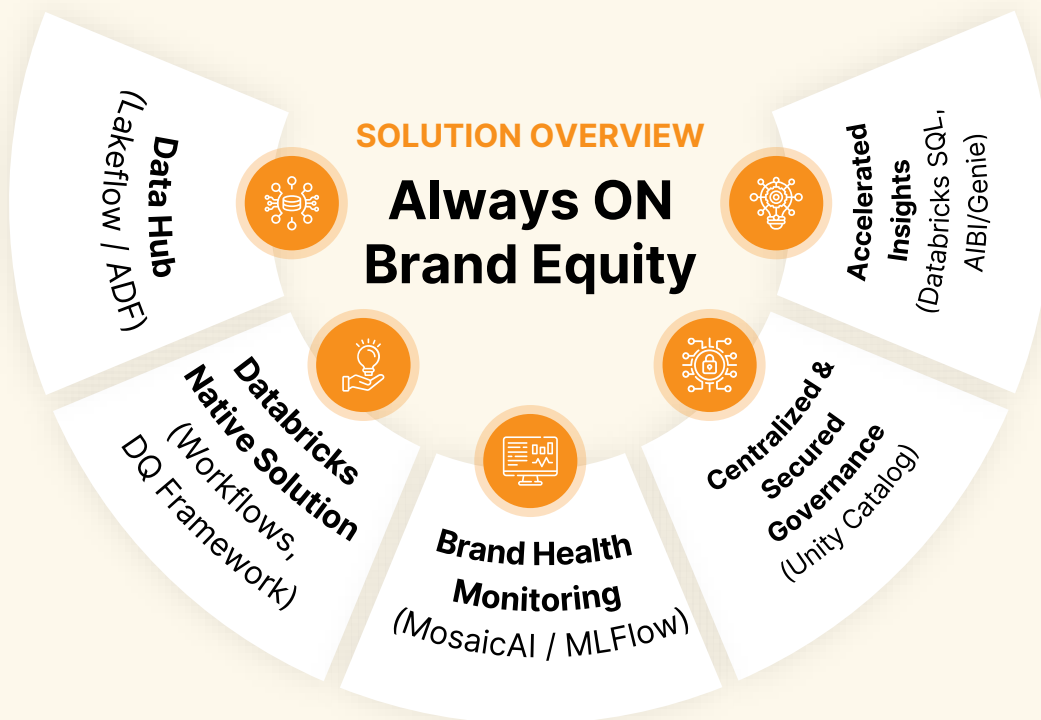 SOLUTION OVERVIEW
Always ON
Brand Equity
Data Hub
(Lakeflow / ADF)
Databricks
Native Solution
(Workflows,
DQ Framework)
Brand Health
Monitoring
(MosaicAI / MLFlow)
Centralized &
Secured
Governance
(Unity Catalog)
Accelerated
Insights
(Databricks SQL,
AIBI/Genie)